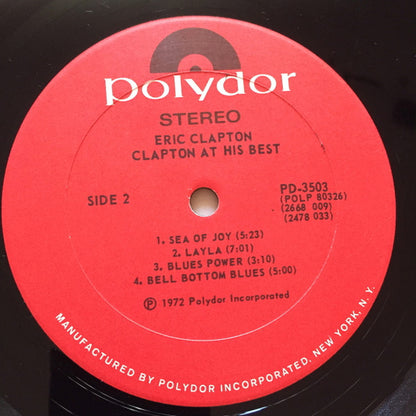 Polydor
STEREO
ERIC CLAPTON
CLAPTON AT HIS BEST
SIDE 2
PD-3503
(POLP 80326)
(2668 009)
(2478 033)
1. SEA OF JOY (5:23)
2. LAYLA (7:01)
3. BLUES POWER (3:10)
4. BELL BOTTOM BLUES (5:00)
Ⓟ 1972 Polydor Incorporated
MANUFACTURED BY POLYDOR INCORPORATED. NEW YORK, N. Y.